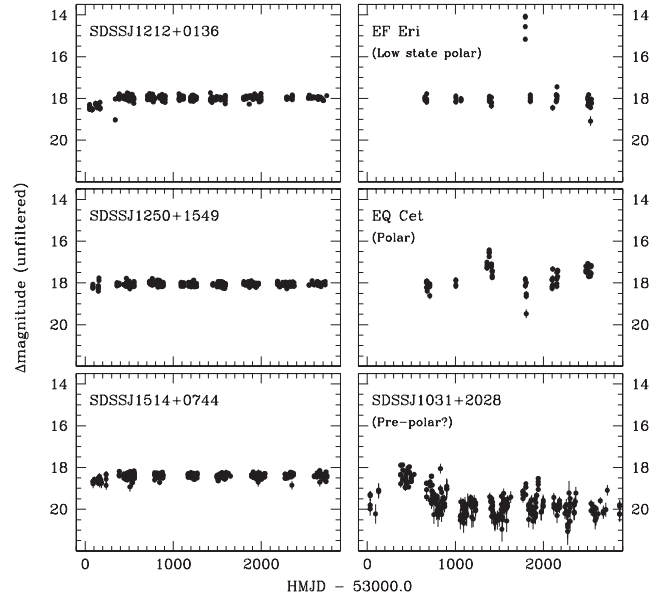 14
16
18
20
SDSSJ1212+0136
EF Eri
(Low state polar)
14
16
18
20
14
16
18
20
SDSSJ1250+1549
EQ Cet
(Polar)
14
16
18
20
14
16
18
20
SDSSJ1514+0744
SDSSJ1031+2028
(Pre-polar?)
14
16
18
20
0
1000
2000
0
1000
2000
Δmagnitude (unfiltered)
HMJD − 53000.0